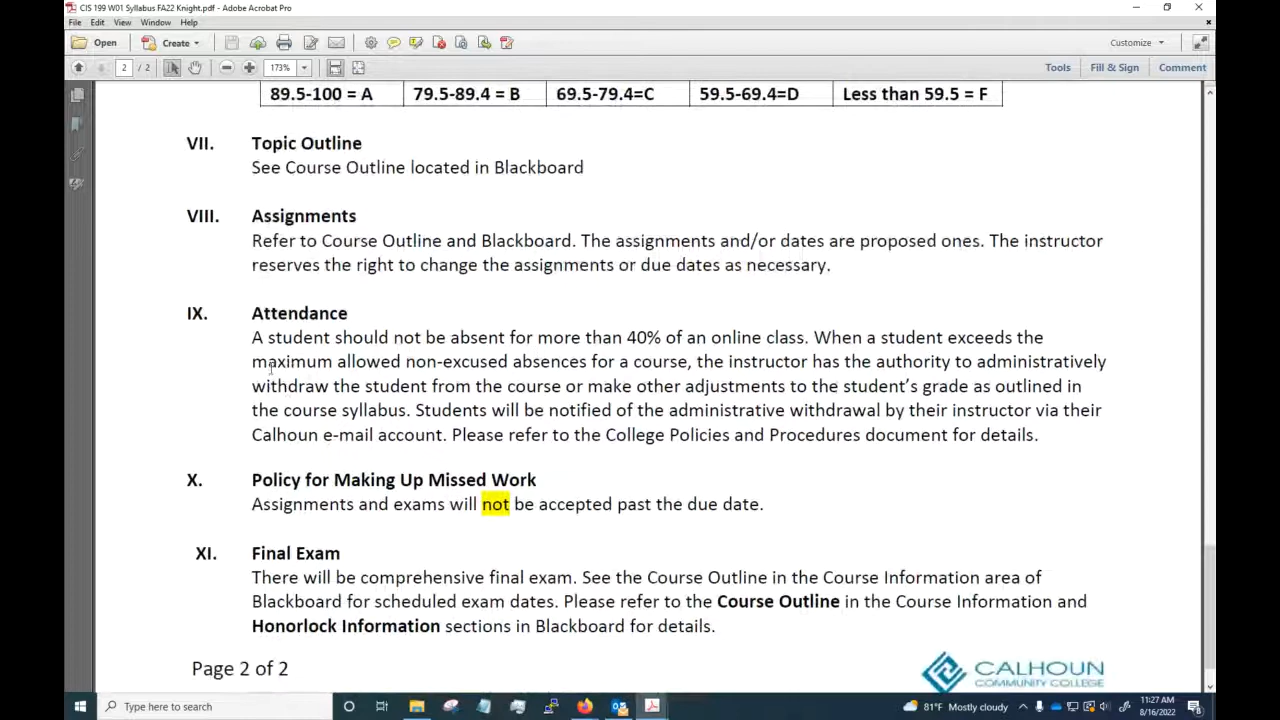 CIS 199 W01 Syllabus FA22 Knight.pdf - Adobe Acrobat Pro
File Edit View Window Help
Open Create Customize
2 / 2 173% Tools Fill & Sign Comment
89.5-100 = A 79.5-89.4 = B 69.5-79.4=C 59.5-69.4=D Less than 59.5 = F
VII. Topic Outline
See Course Outline located in Blackboard
VIII. Assignments
Refer to Course Outline and Blackboard. The assignments and/or dates are proposed ones. The instructor
reserves the right to change the assignments or due dates as necessary.
IX. Attendance
A student should not be absent for more than 40% of an online class. When a student exceeds the
maximum allowed non-excused absences for a course, the instructor has the authority to administratively
withdraw the student from the course or make other adjustments to the student's grade as outlined in
the course syllabus. Students will be notified of the administrative withdrawal by their instructor via their
Calhoun e-mail account. Please refer to the College Policies and Procedures document for details.
X. Policy for Making Up Missed Work
Assignments and exams will not be accepted past the due date.
XI. Final Exam
There will be comprehensive final exam. See the Course Outline in the Course Information area of
Blackboard for scheduled exam dates. Please refer to the Course Outline in the Course Information and
Honorlock Information sections in Blackboard for details.
Page 2 of 2
CALHOUN
COMMUNITY COLLEGE
Type here to search
81°F Mostly cloudy
11:27 AM
8/16/2022